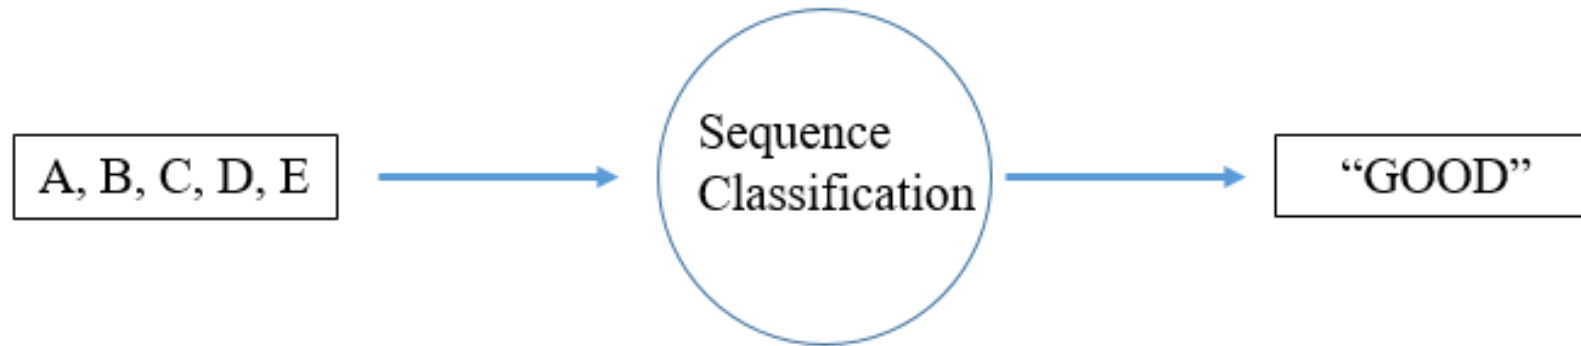 A, B, C, D, E
Sequence
Classification
“GOOD”